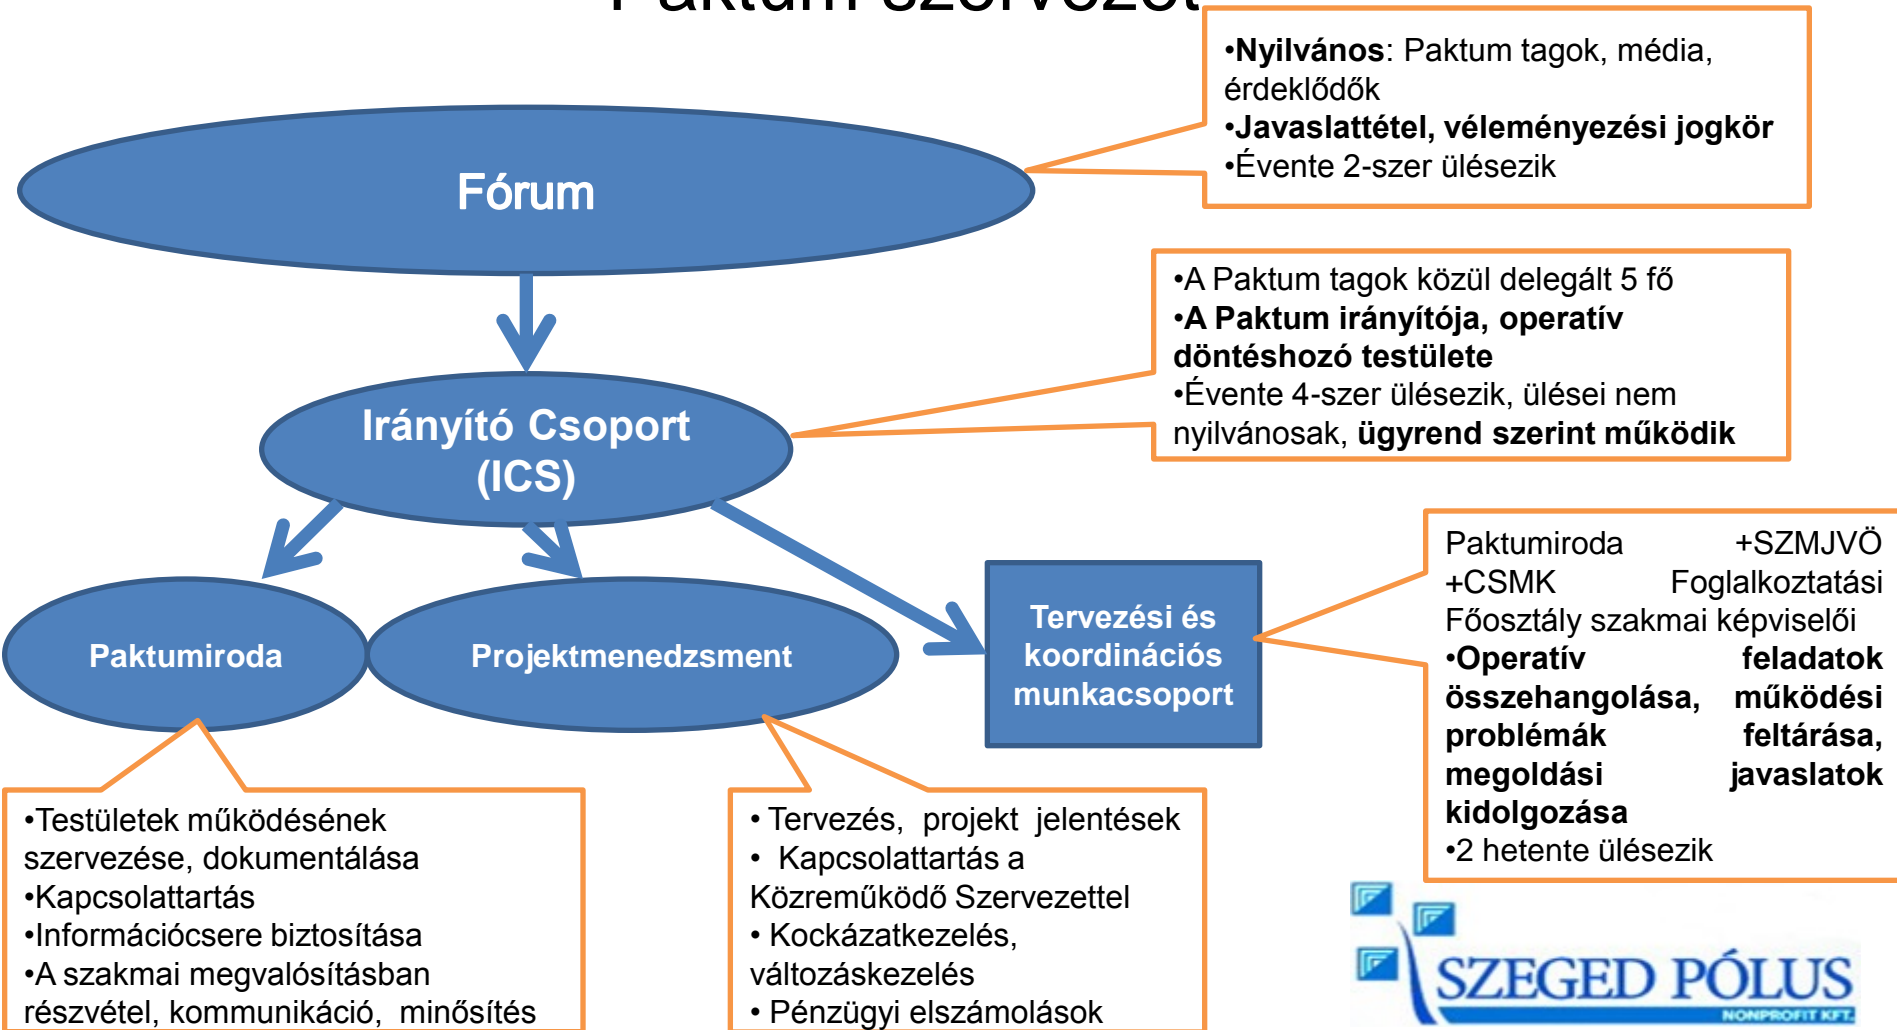 Paktum szervezet
•Nyilvános: Paktum tagok, média,
érdeklődők
•Javaslattétel, véleményezési jogkör
•Évente 2-szer ülésezik
Fórum
•A Paktum tagok közül delegált 5 fő
•A Paktum irányítója, operatív
döntéshozó testülete
•Évente 4-szer ülésezik, ülései nem
nyilvánosak, ügyrend szerint működik
Irányító Csoport
(ICS)
Paktumiroda
Projektmenedzsment
Tervezési és
koordinációs
munkacsoport
Paktumiroda +SZMJVÖ
+CSMK Foglalkoztatási
Főosztály szakmai képviselői
•Operatív feladatok
összehangolása, működési
problémák feltárása,
megoldási javaslatok
kidolgozása
•2 hetente ülésezik
•Testületek működésének
szervezése, dokumentálása
•Kapcsolattartás
•Információcsere biztosítása
•A szakmai megvalósításban
részvétel, kommunikáció, minősítés
• Tervezés, projekt jelentések
• Kapcsolattartás a
Közreműködő Szervezettel
• Kockázatkezelés,
változáskezelés
• Pénzügyi elszámolások
SZEGED PÓLUS
NONPROFIT KFT.